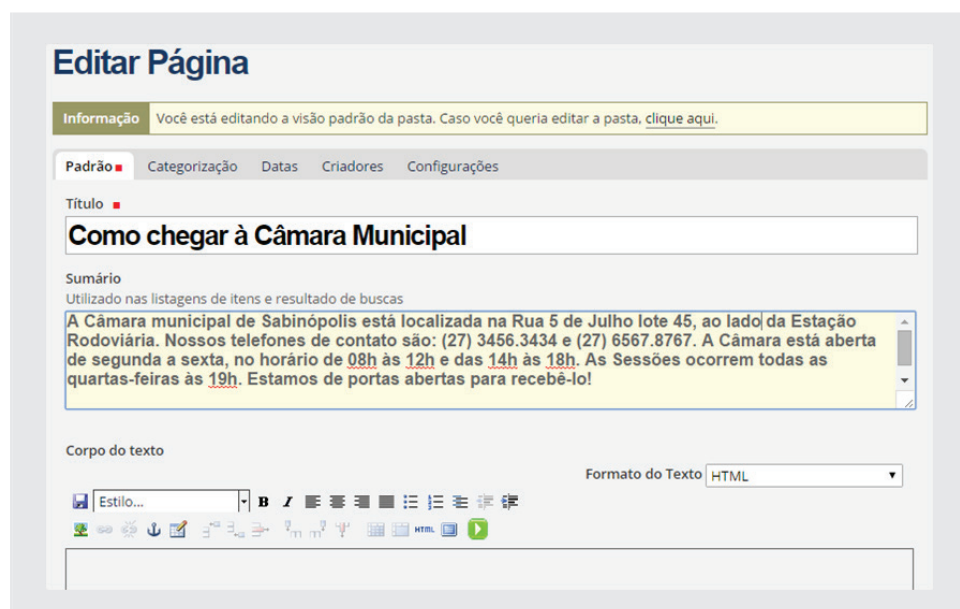 Editar Página
Informação Você está editando a visão padrão da pasta. Caso você queria editar a pasta, clique aqui.
Padrão Categorização Datas Criadores Configurações
Título
Como chegar à Câmara Municipal
Sumário
Utilizado nas listagens de itens e resultado de buscas
A Câmara municipal de Sabinópolis está localizada na Rua 5 de Julho lote 45, ao lado da Estação
Rodoviária. Nossos telefones de contato são: (27) 3456.3434 e (27) 6567.8767. A Câmara está aberta
de segunda a sexta, no horário de 08h às 12h e das 14h às 18h. As Sessões ocorrem todas as
quartas-feiras às 19h. Estamos de portas abertas para recebê-lo!
Corpo do texto
Formato do Texto HTML
Estilo... B I
HTML